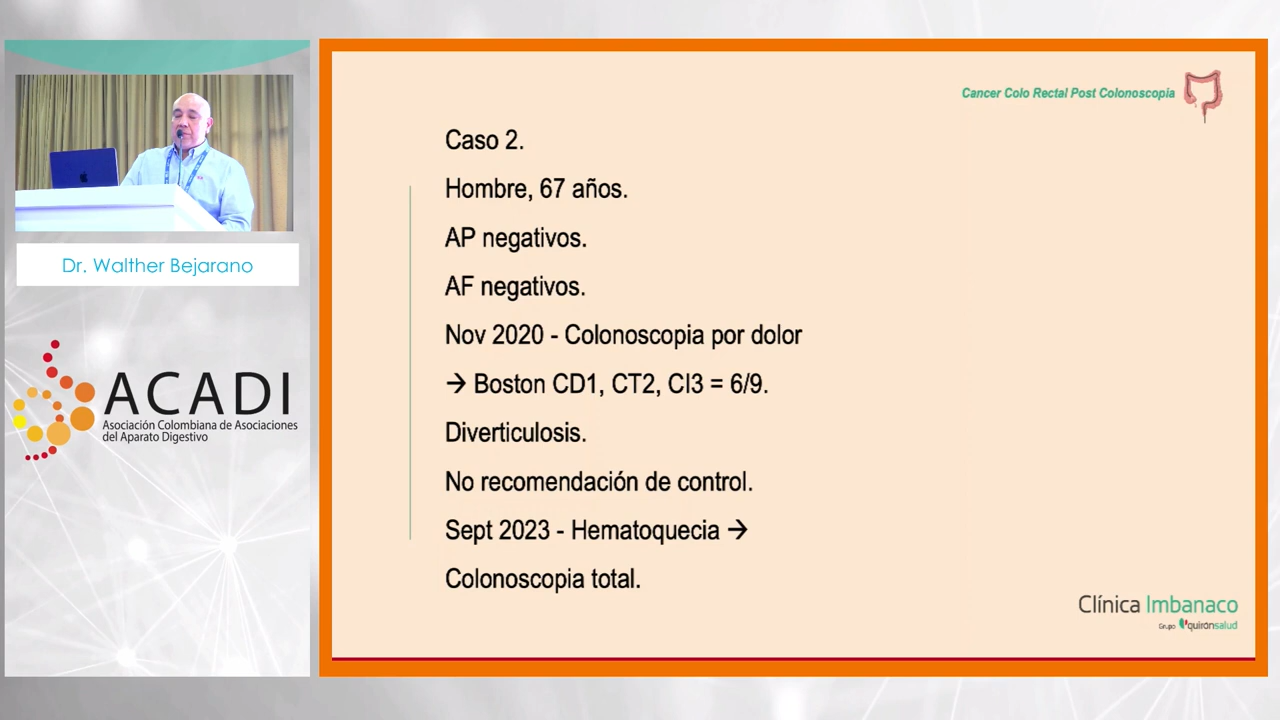 Dr. Walther Bejarano
ACADI
Asociación Colombiana de Asociaciones
del Aparato Digestivo
Cancer Colo Rectal Post Colonoscopía
Caso 2.
Hombre, 67 años.
AP negativos.
AF negativos.
Nov 2020 - Colonoscopia por dolor
→ Boston CD1, CT2, CI3 = 6/9.
Diverticulosis.
No recomendación de control.
Sept 2023 - Hematoquecia →
Colonoscopia total.
Clínica Imbanaco
Grupo quirónsalud